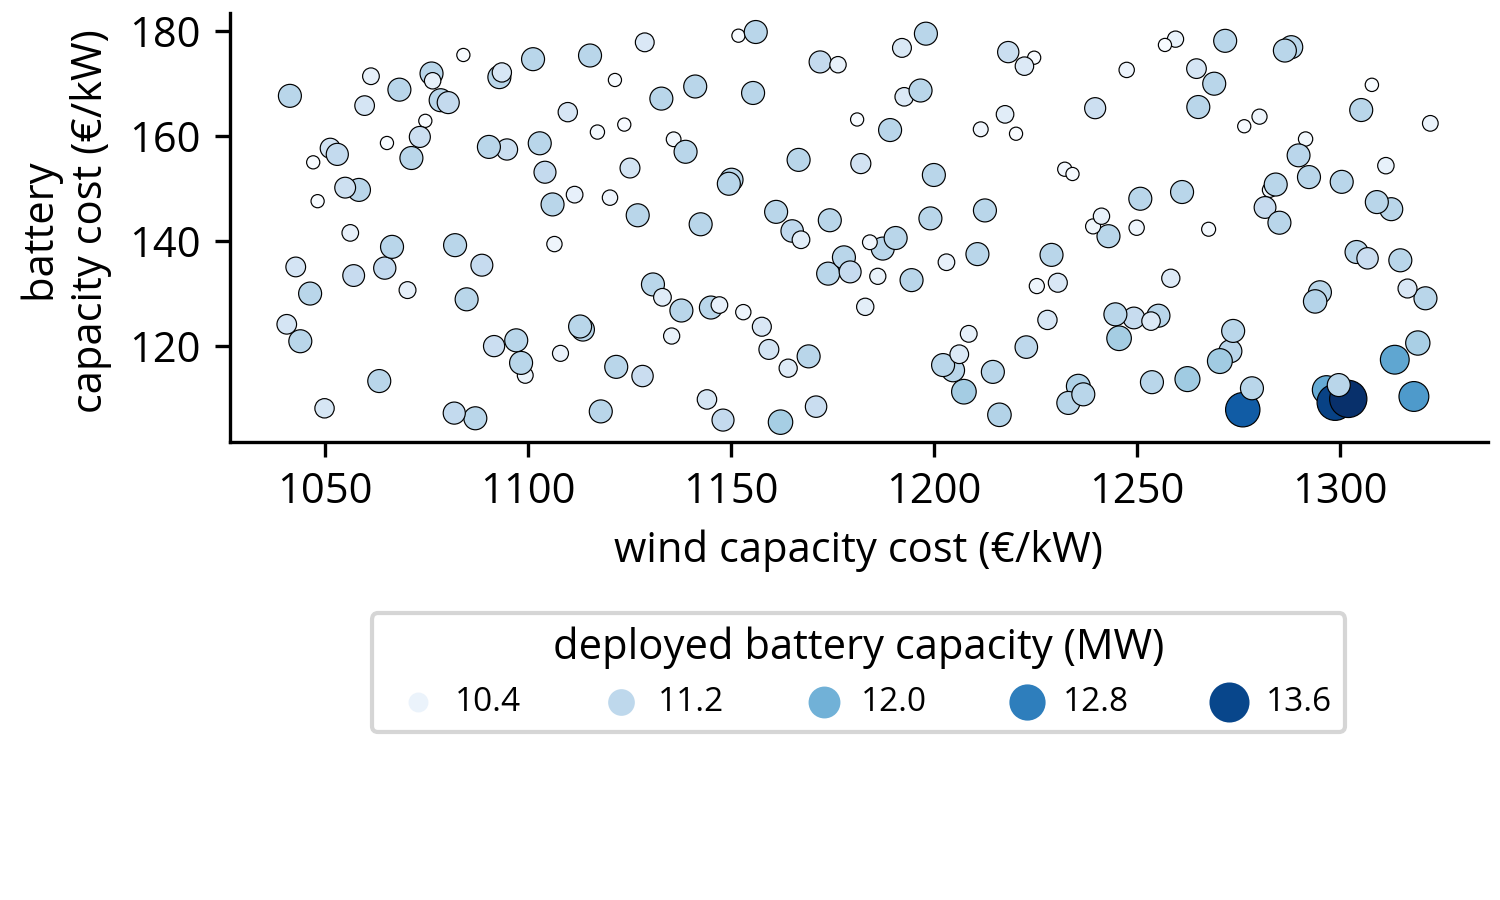 battery
capacity cost (€/kW)
180
160
140
120
1050 1100 1150 1200 1250 1300
wind capacity cost (€/kW)
deployed battery capacity (MW)
10.4 11.2 12.0 12.8 13.6